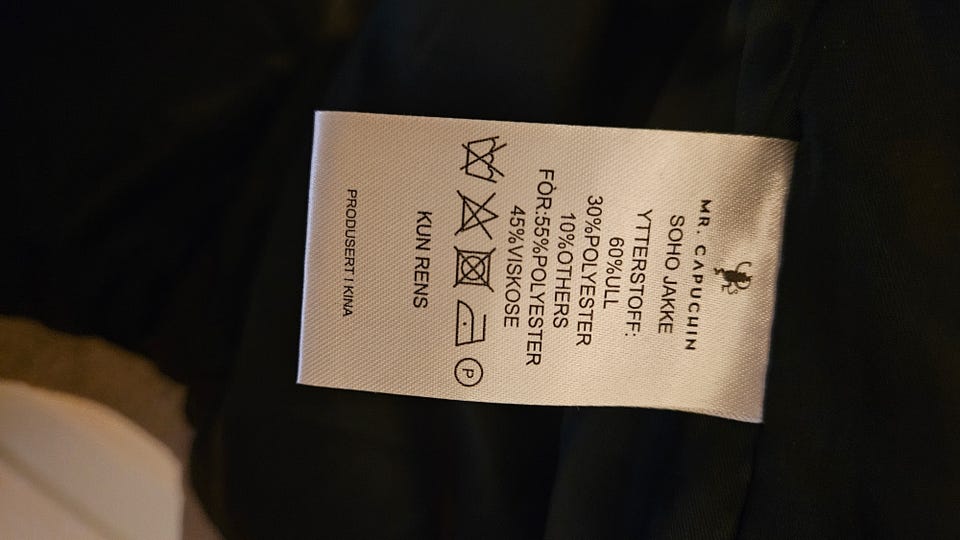 MR. CAPUCHIN
SOHO JAKKE
YTTERSTOFF:
60%ULL
30%POLYESTER
10%OTHERS
FÒR:55%POLYESTER
45%VISKOSE
P
KUN RENS
PRODUSERT I KINA